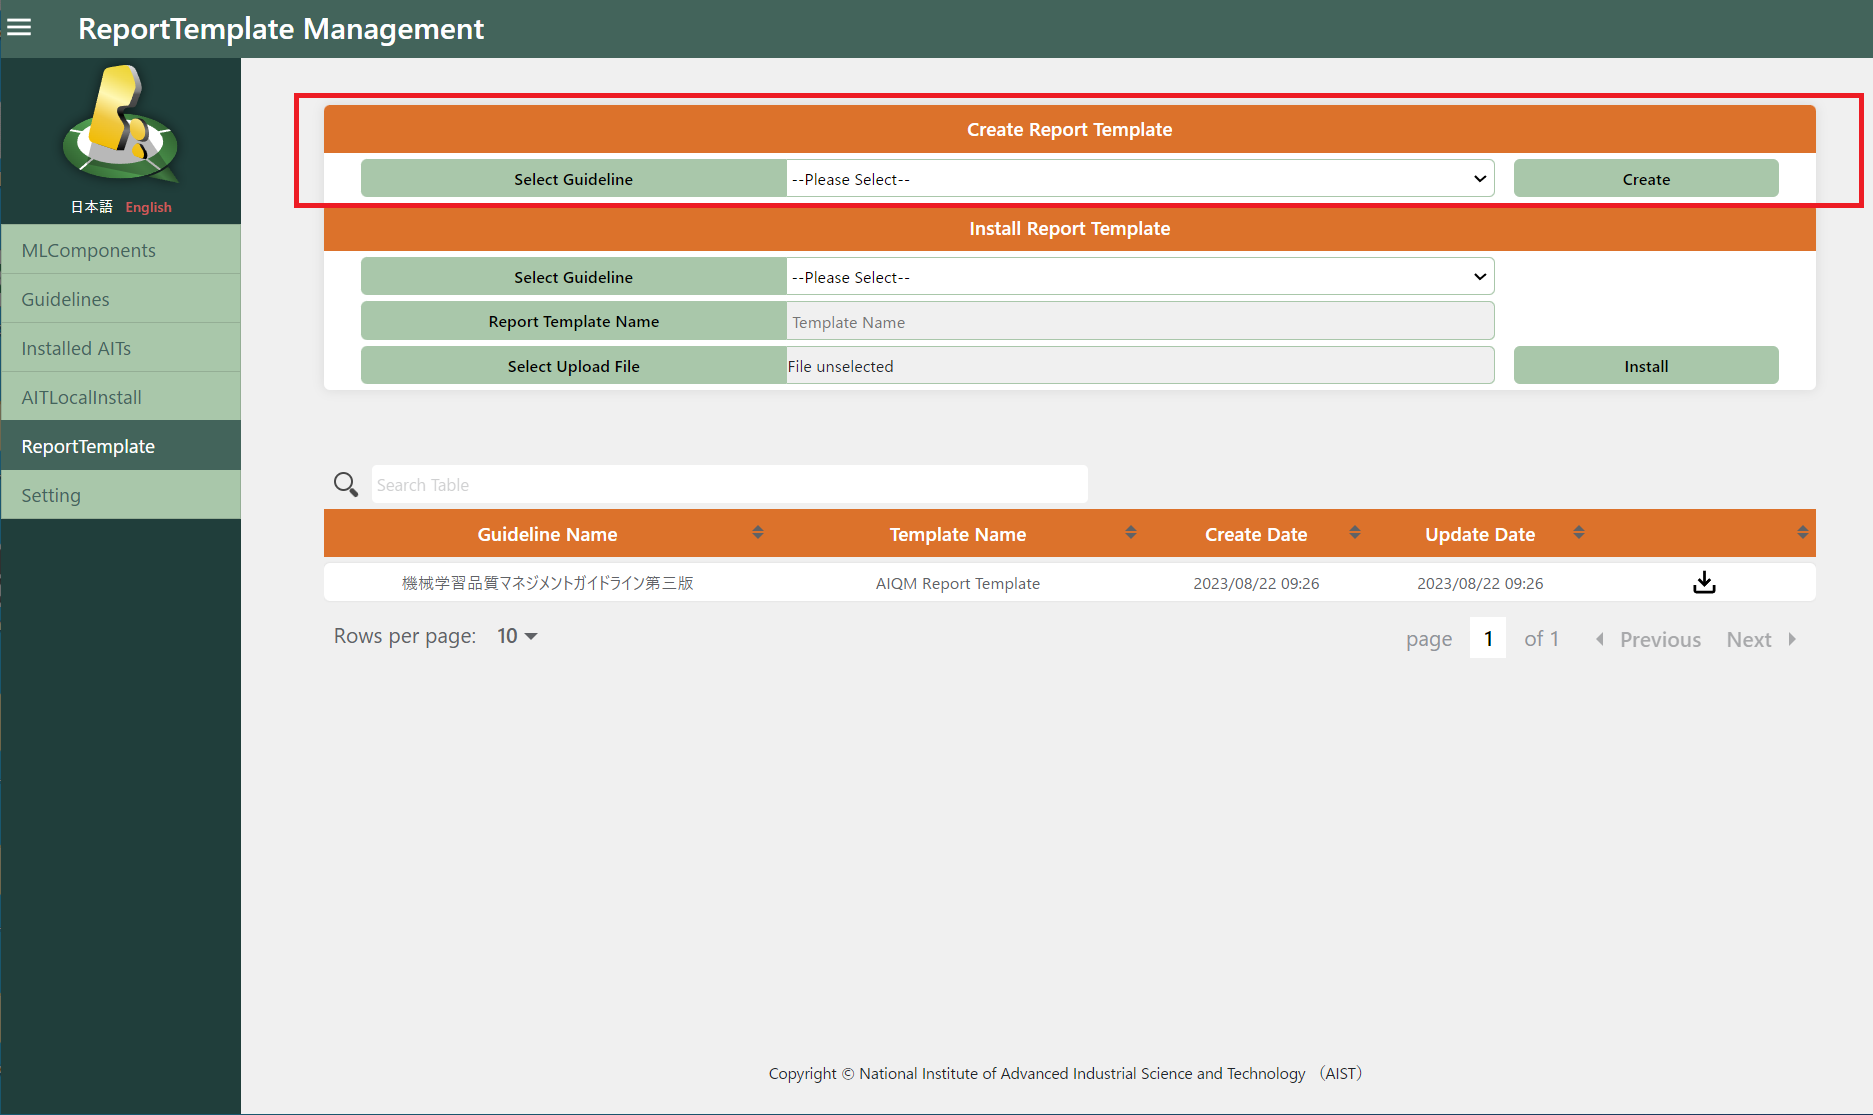 ReportTemplate Management
日本語 English
MLComponents
Guidelines
Installed AITs
AITLocalInstall
ReportTemplate
Setting
Create Report Template
Select Guideline --Please Select-- Create
Install Report Template
Select Guideline --Please Select--
Report Template Name Template Name
Select Upload File File unselected Install
Search Table
Guideline Name Template Name Create Date Update Date
機械学習品質マネジメントガイドライン第三版 AIQM Report Template 2023/08/22 09:26 2023/08/22 09:26
Rows per page: 10
page 1 of 1 Previous Next
Copyright © National Institute of Advanced Industrial Science and Technology （AIST）